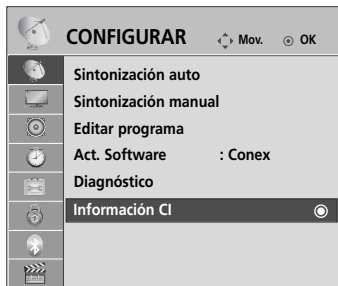 CONFIGURAR Mov. OK
Sintonización auto
Sintonización manual
Editar programa
Act. Software : Conex
Diagnóstico
Información CI